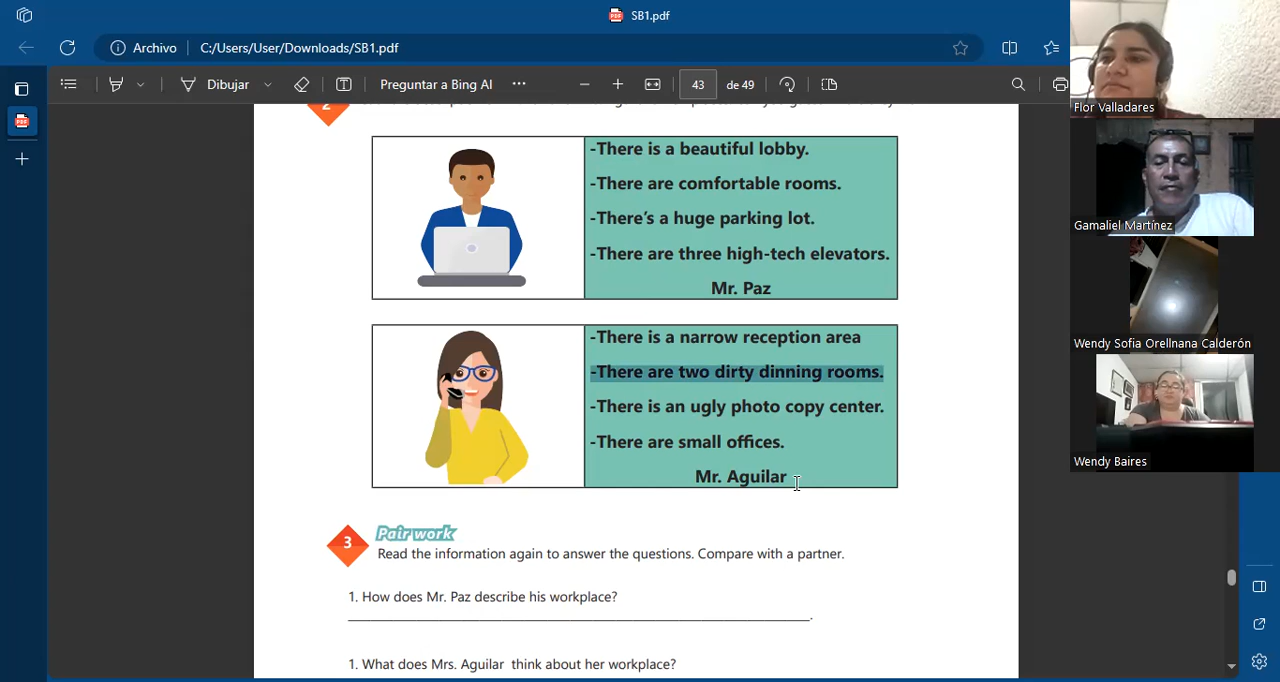 SB1.pdf
Archivo
C:/Users/User/Downloads/SB1.pdf
Dibujar
Preguntar a Bing AI
43
de 49
2
-There is a beautiful lobby.
-There are comfortable rooms.
-There's a huge parking lot.
-There are three high-tech elevators.
Mr. Paz
-There is a narrow reception area
-There are two dirty dinning rooms.
-There is an ugly photo copy center.
-There are small offices.
Mr. Aguilar
3
Pair work
Read the information again to answer the questions. Compare with a partner.
1. How does Mr. Paz describe his workplace?
1. What does Mrs. Aguilar think about her workplace?
Flor Valladares
Gamaliel Martínez
Wendy Sofia Orellnana Calderón
Wendy Baires